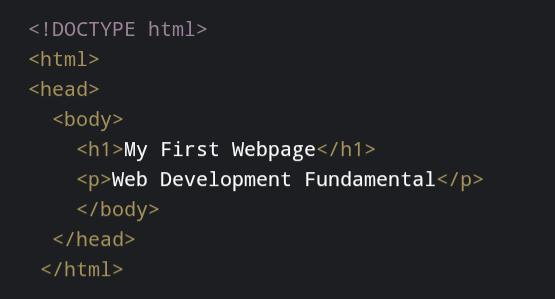 <!DOCTYPE html>
<html>
<head>
<body>
<h1>My First Webpage</h1>
<p>Web Development Fundamental</p>
</body>
</head>
</html>